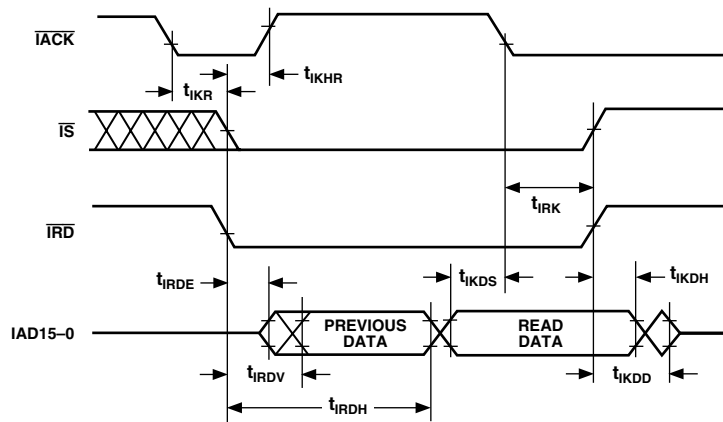 IACK
tIKHR
tIKR
IS
tIRK
IRD
tIRDE
tIKDS
tIKDH
IAD15–0
PREVIOUS
DATA
READ
DATA
tIRDV
tIKDD
tIRDH